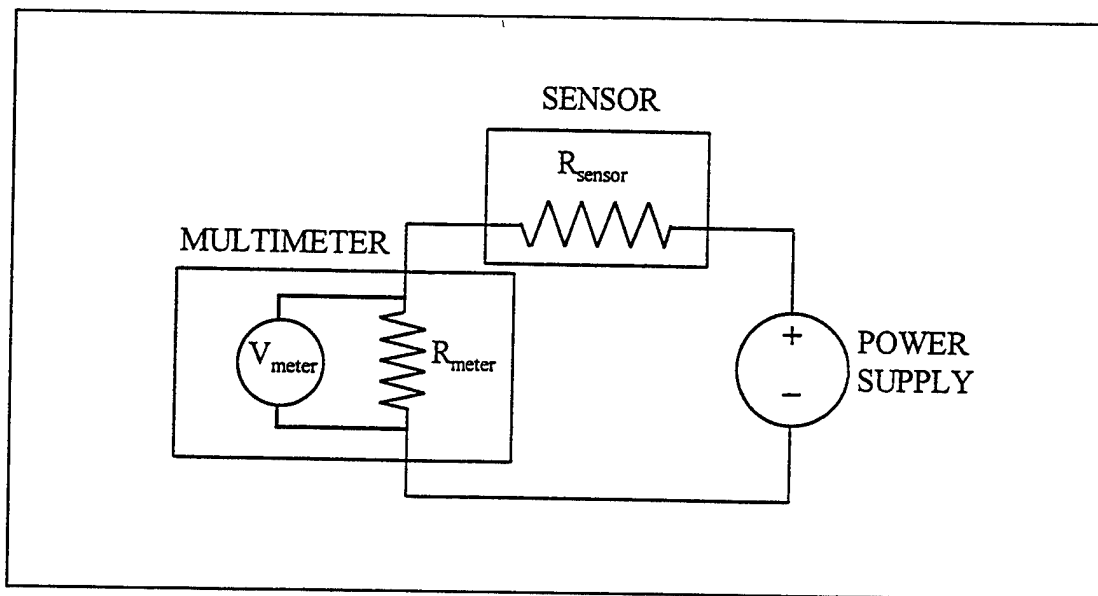 SENSOR
R_sensor
MULTIMETER
V_meter
R_meter
+
−
POWER
SUPPLY